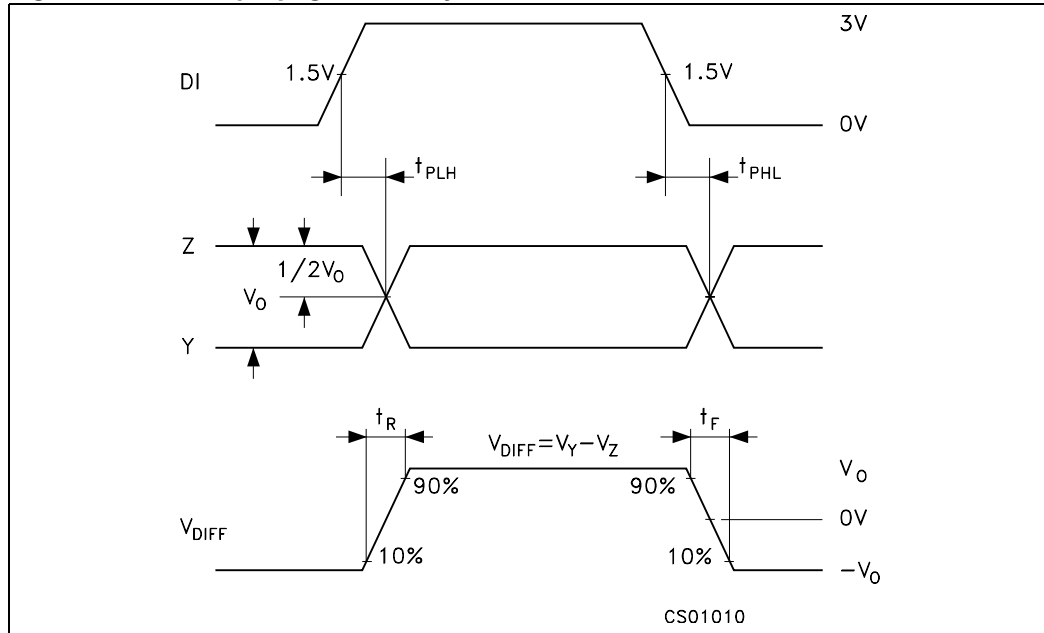 3V
DI
1.5V
1.5V
0V
tPLH
tPHL
Z
1/2VO
VO
Y
tR
VDIFF=VY-VZ
tF
VO
90%
90%
0V
VDIFF
10%
10%
-VO
CS01010